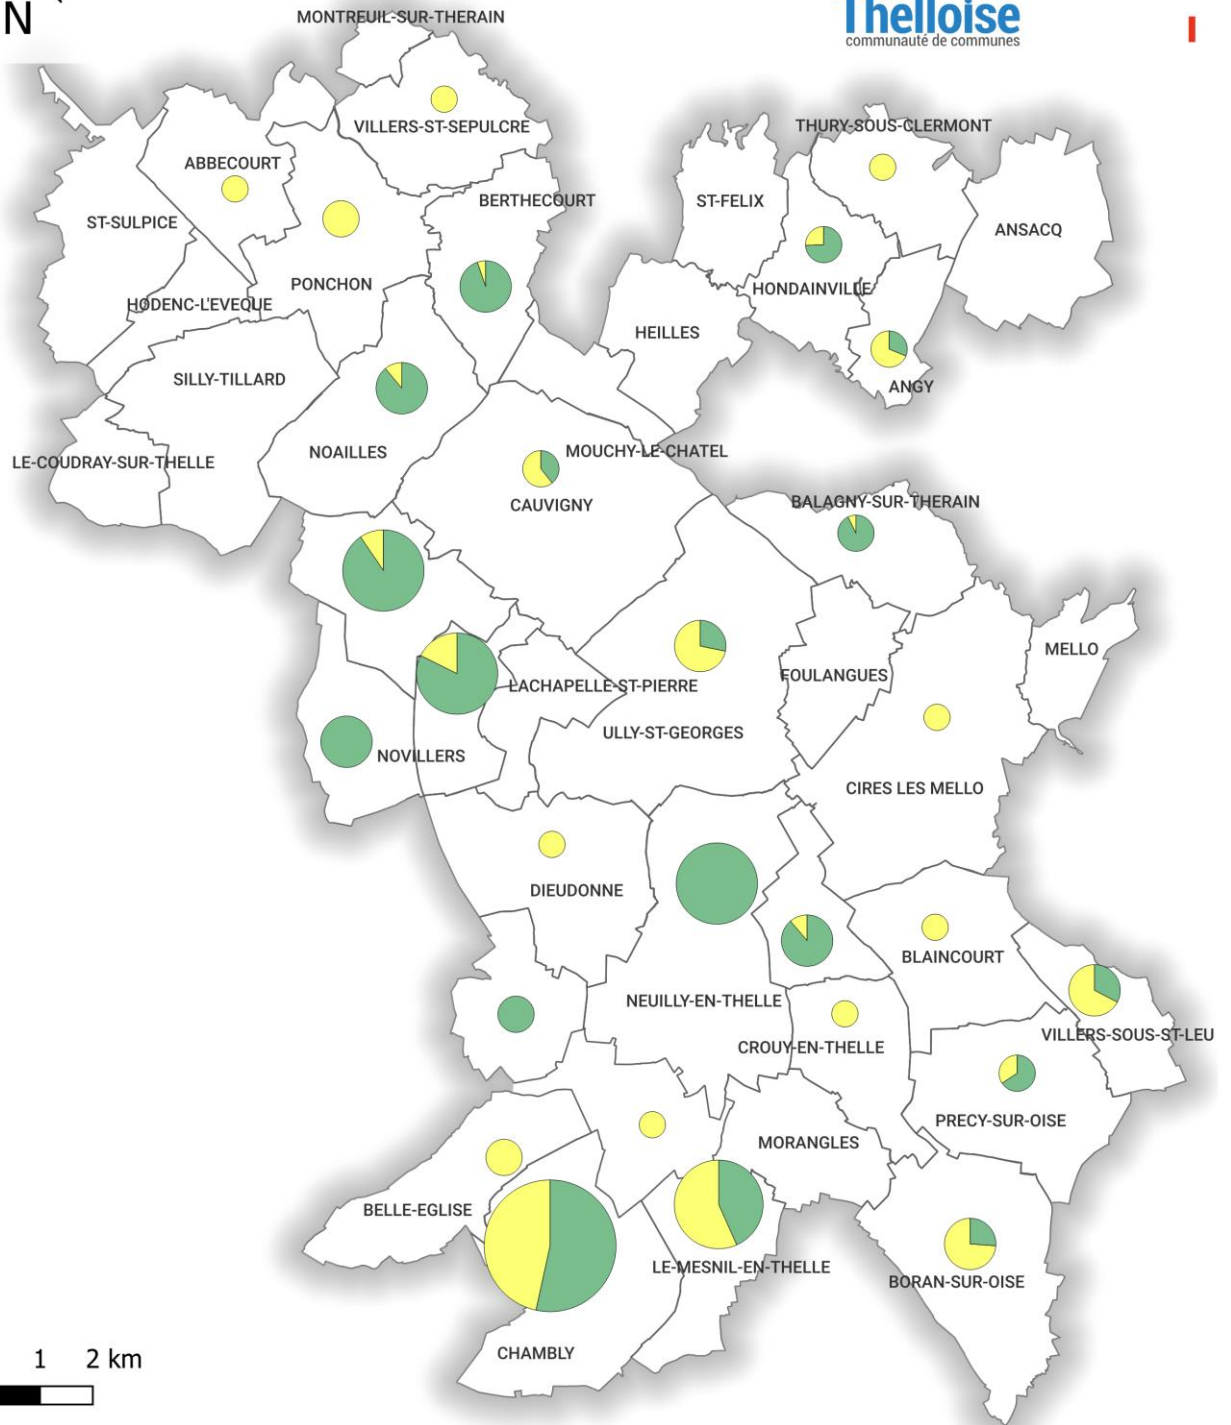 N
MONTREUIL-SUR-THERAIN
Thelloise
communauté de communes
VILLERS-ST-SEPULCRE
THURY-SOUS-CLERMONT
ABBECOURT
BERTHECOURT
ST-FELIX
ST-SULPICE
ANSACQ
PONCHON
HONDAINVILLE
HODENC-L'EVEQUE
HEILLES
SILLY-TILLARD
ANGY
NOAILLES
MOUCHY-LE-CHATEL
LE-COUDRAY-SUR-THELLE
CAUVIGNY
BALAGNY-SUR-THERAIN
MELLO
FOULANGUES
LACHAPELLE-ST-PIERRE
ULLY-ST-GEORGES
NOVILLERS
CIRES LES MELLO
DIEUDONNE
BLAINCOURT
NEUILLY-EN-THELLE
VILLERS-SOUS-ST-LEU
CROUY-EN-THELLE
PRECY-SUR-OISE
MORANGLES
BELLE-EGLISE
LE-MESNIL-EN-THELLE
BORAN-SUR-OISE
CHAMBLY
1 2 km